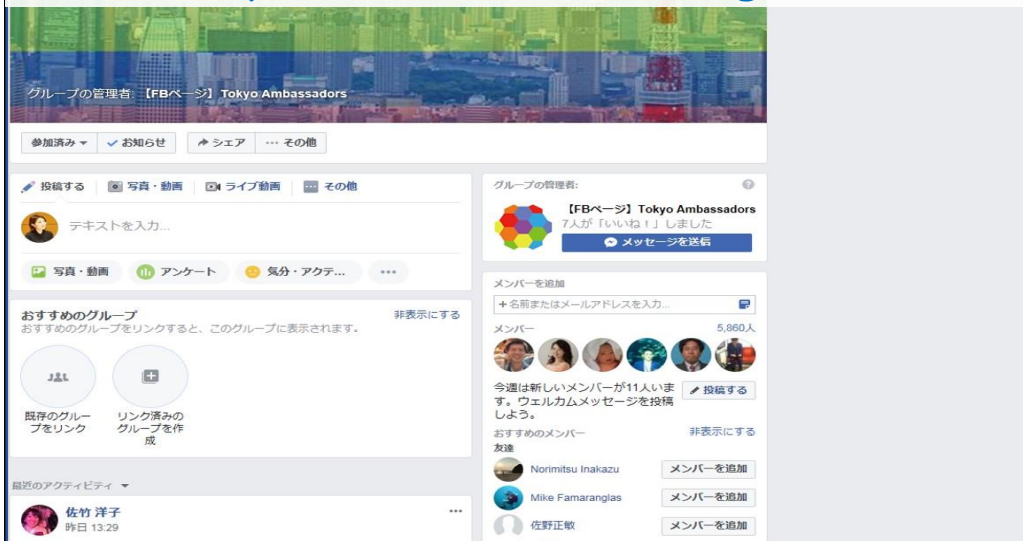 グループの管理者: 【FBページ】 Tokyo Ambassadors
参加済み お知らせ シェア その他
投稿する 写真・動画 ライブ動画 その他
テキストを入力...
写真・動画 アンケート 気分・アクテ...
おすすめのグループ 非表示にする
おすすめのグループをリンクすると、このグループに表示されます。
既存のグルー
プをリンク
リンク済みの
グループを作
成
最近のアクティビティ
佐竹 洋子
昨日 13:29
グループの管理者:
【FBページ】 Tokyo Ambassadors
7人が「いいね!」しました
メッセージを送信
メンバーを追加
+ 名前またはメールアドレスを入力...
メンバー 5,860人
今週は新しいメンバーが11人いま
す。ウェルカムメッセージを投稿
しよう。
投稿する
おすすめのメンバー 非表示にする
友達
Norimitsu Inakazu メンバーを追加
Mike Famaranglas メンバーを追加
佐野正敏 メンバーを追加